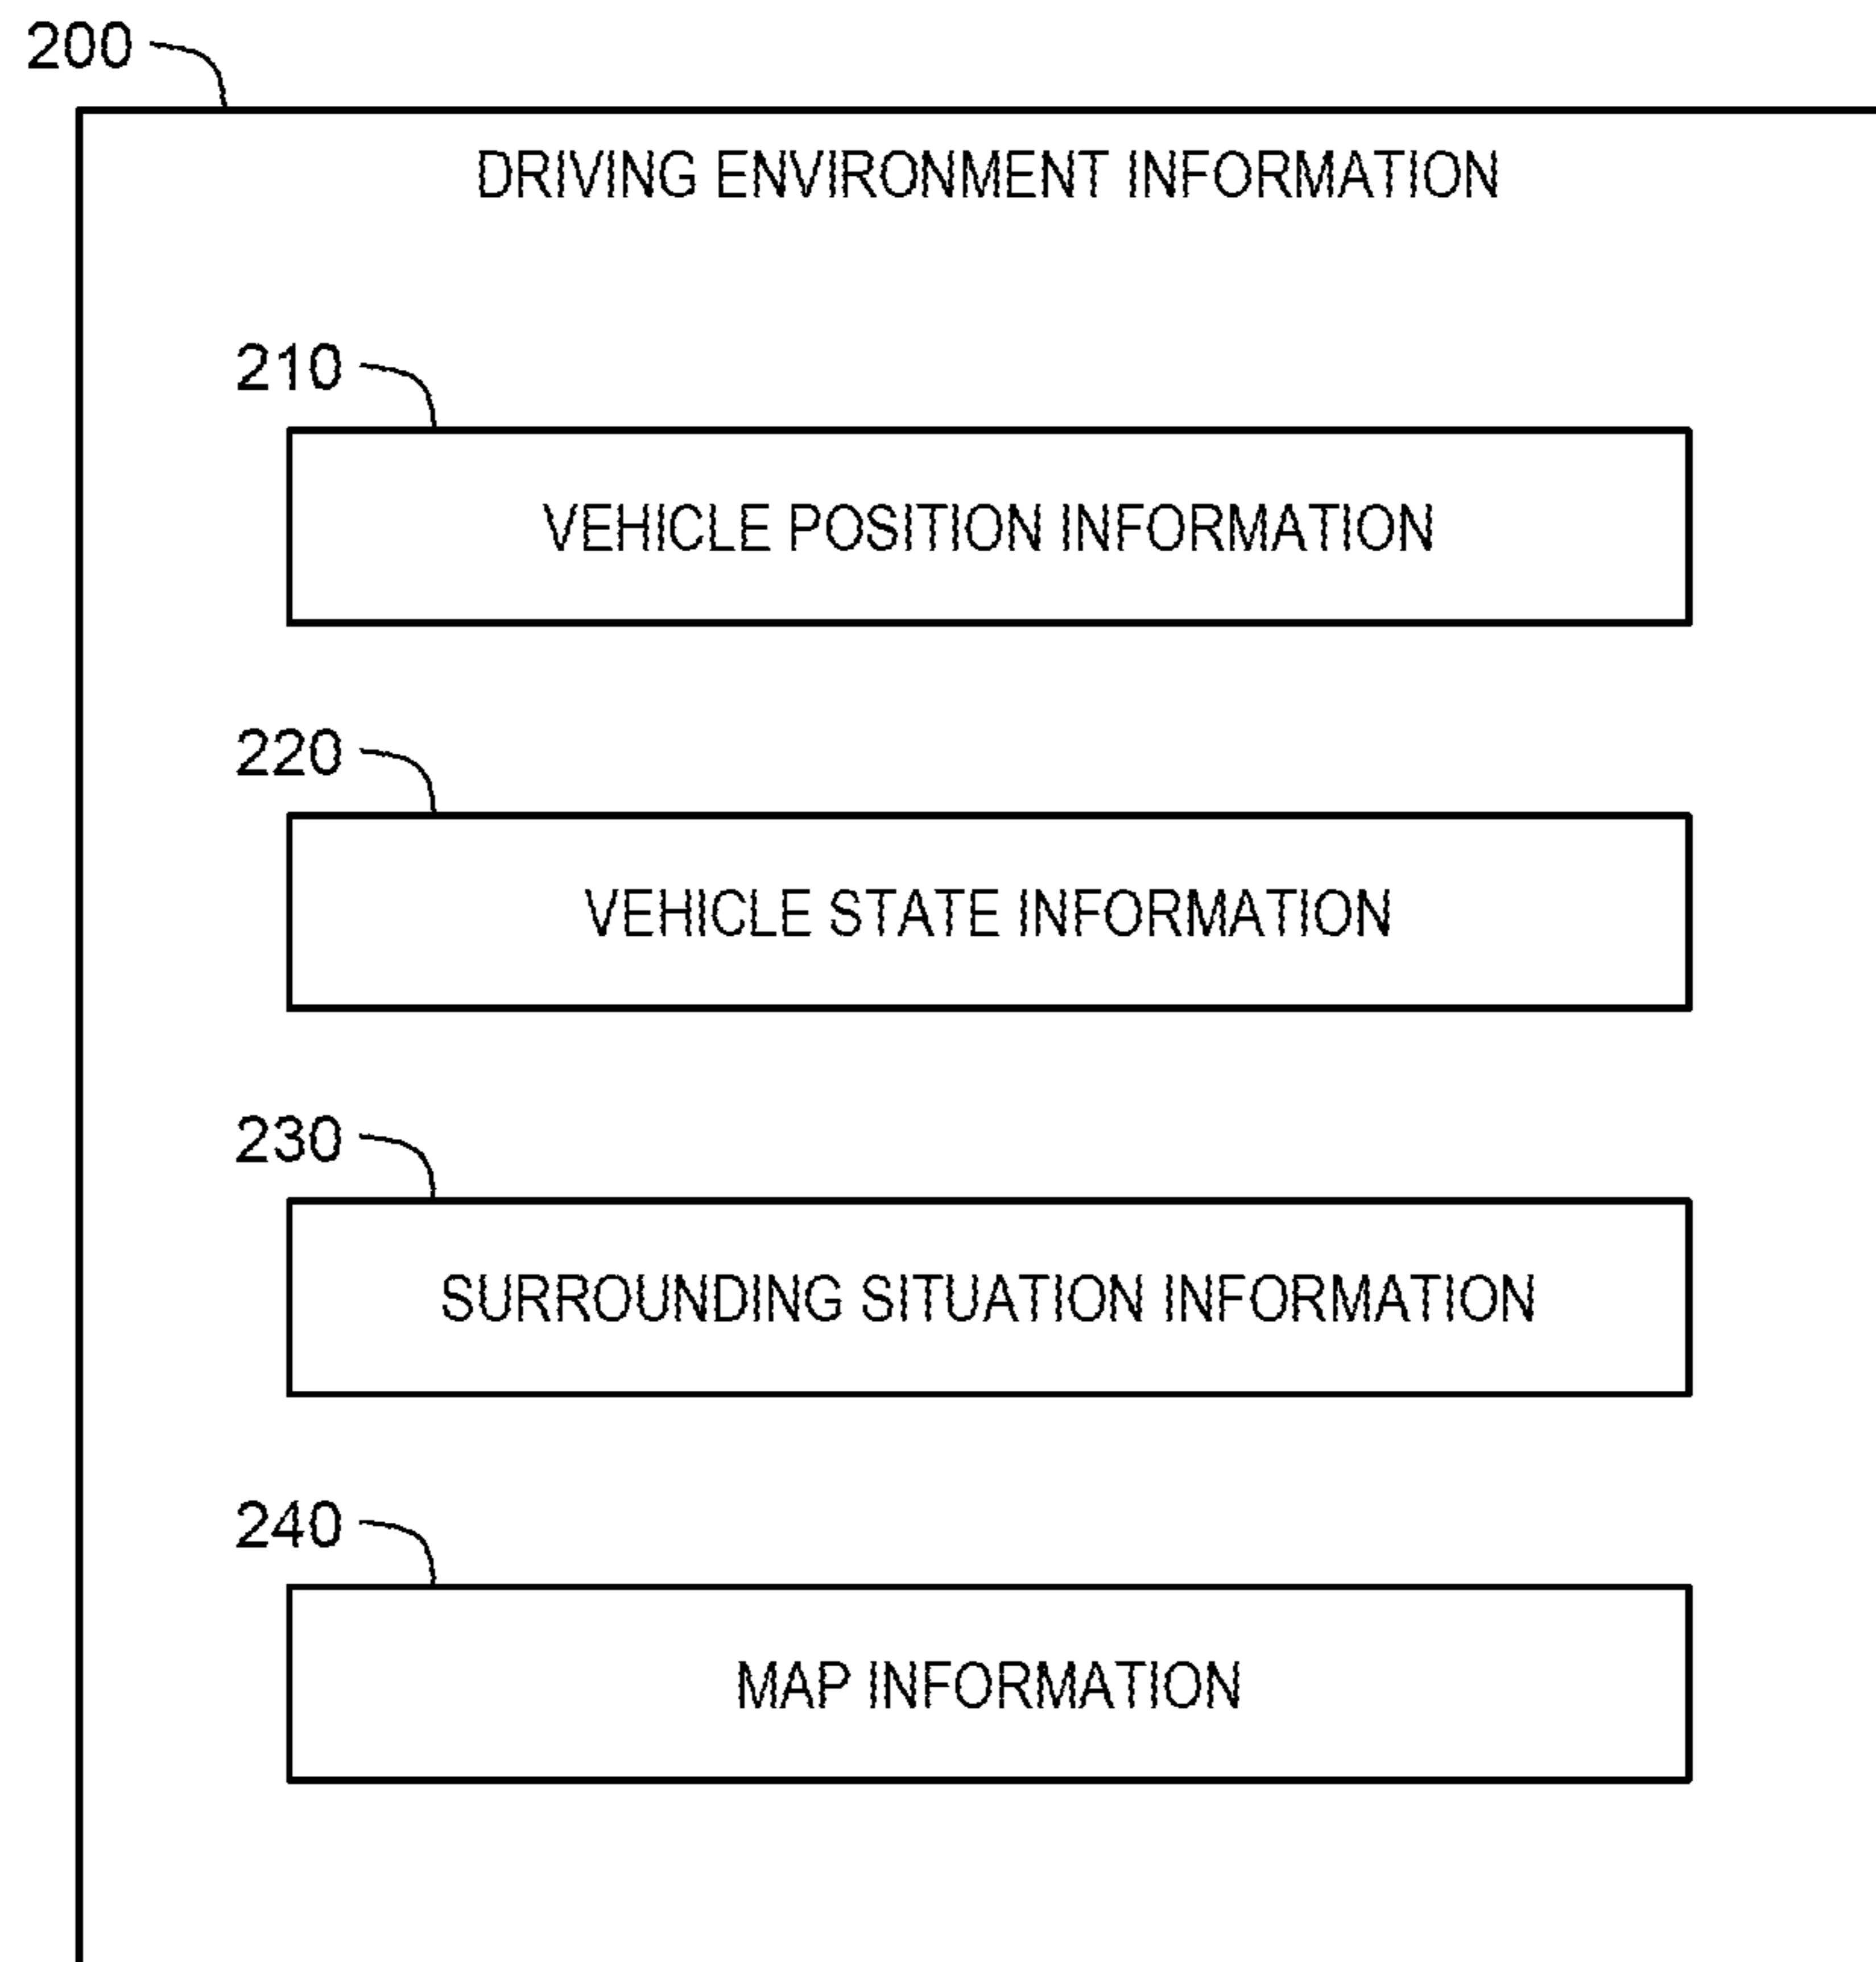 200
DRIVING ENVIRONMENT INFORMATION
210
VEHICLE POSITION INFORMATION
220
VEHICLE STATE INFORMATION
230
SURROUNDING SITUATION INFORMATION
240
MAP INFORMATION